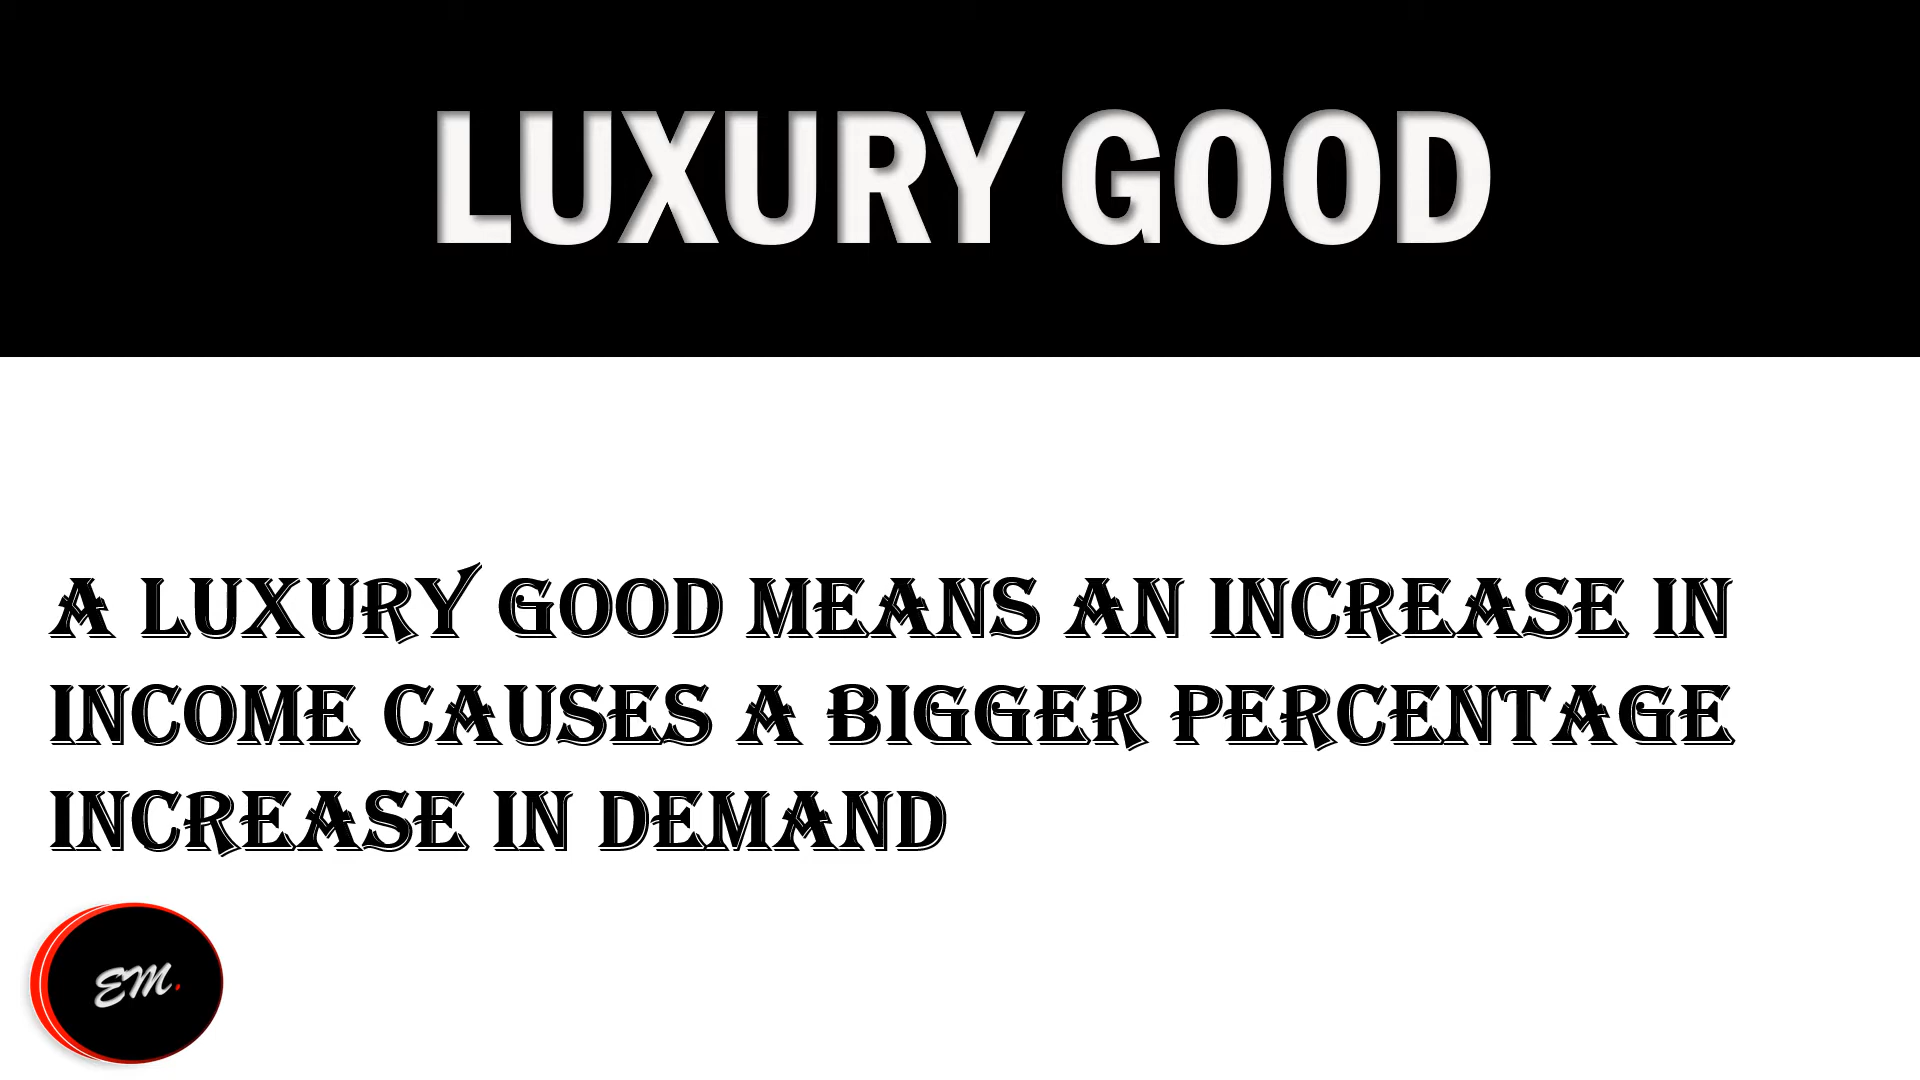 LUXURY GOOD
A LUXURY GOOD MEANS AN INCREASE IN
INCOME CAUSES A BIGGER PERCENTAGE
INCREASE IN DEMAND
EM.